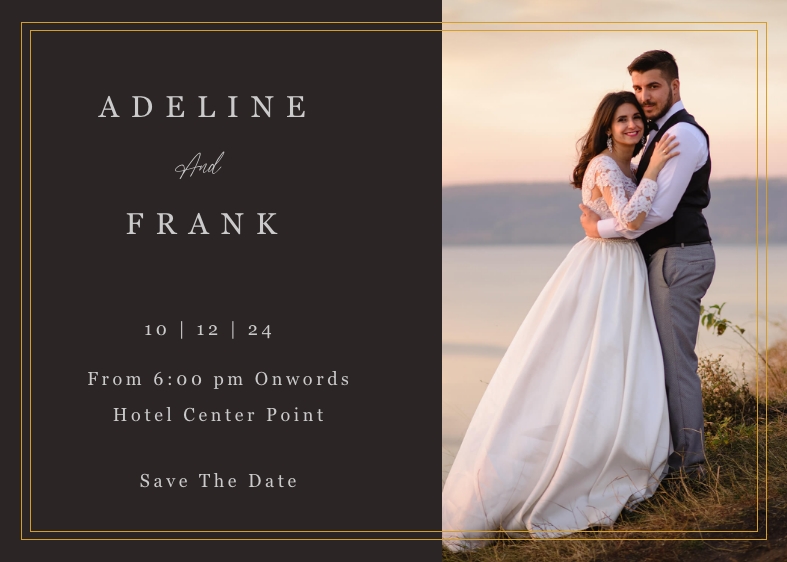 ADELINE
And
FRANK
10 | 12 | 24
From 6:00 pm Onwords
Hotel Center Point
Save The Date